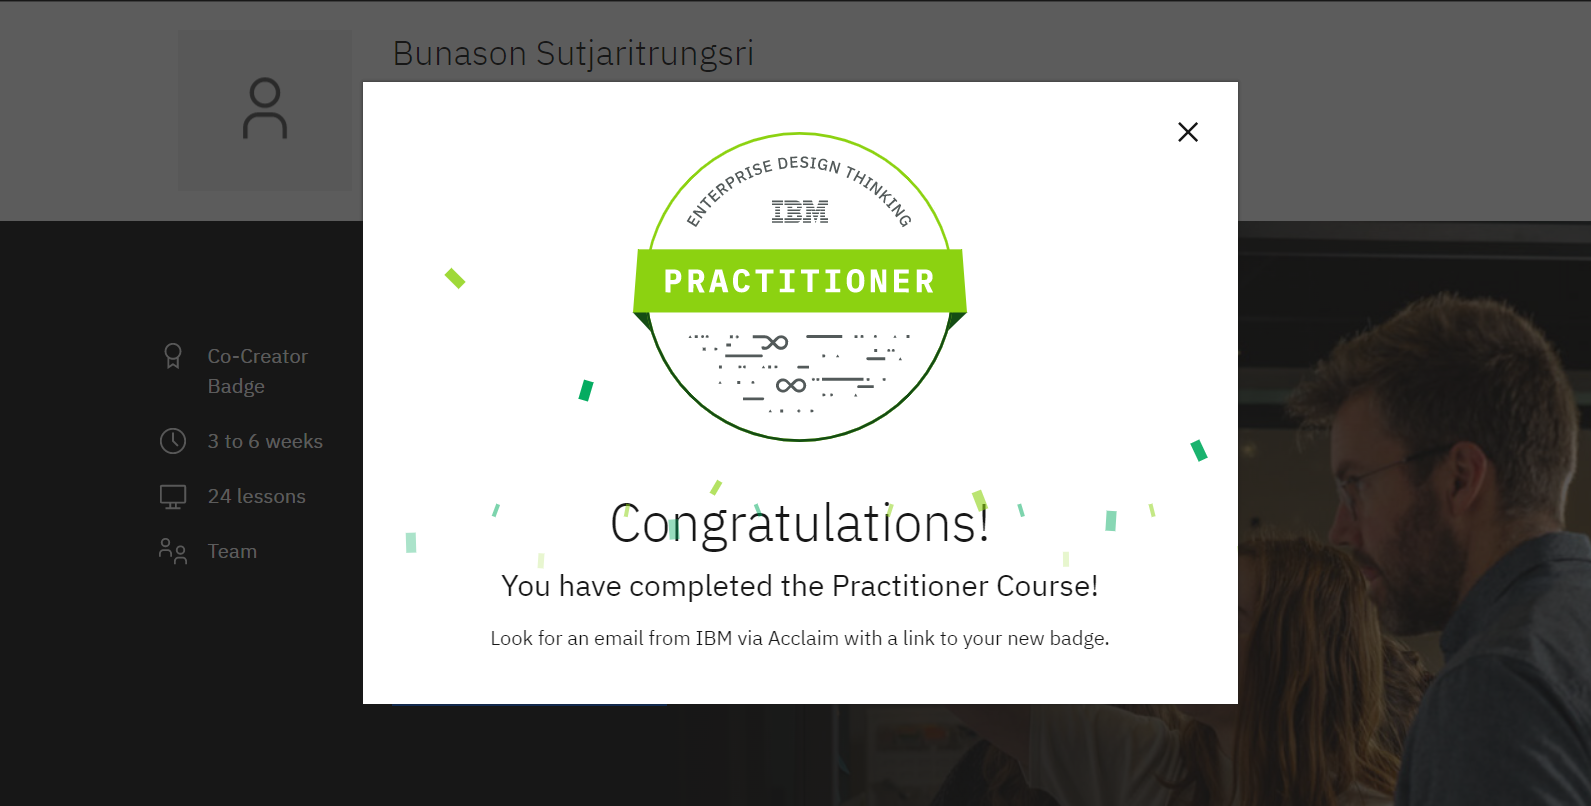 Bunason Sutjaritrungsri
ENTERPRISE DESIGN THINKING
IBM
PRACTITIONER
Co-Creator
Badge
3 to 6 weeks
24 lessons
Team
Congratulations!
You have completed the Practitioner Course!
Look for an email from IBM via Acclaim with a link to your new badge.